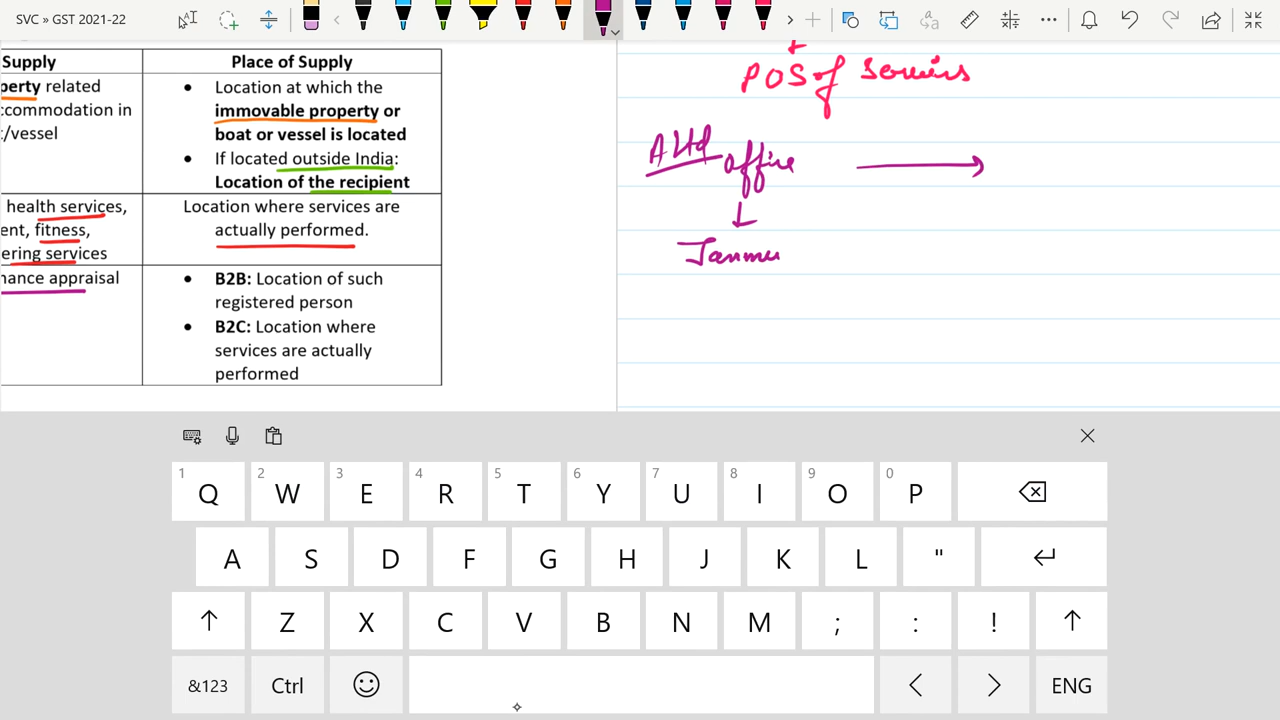 SVC » GST 2021-22
Supply
Place of Supply
perty related
ccommodation in
t/vessel
• Location at which the
immovable property or
boat or vessel is located
• If located outside India:
Location of the recipient
health services,
ent, fitness,
ering services
Location where services are
actually performed.
nance appraisal
• B2B: Location of such
registered person
• B2C: Location where
services are actually
performed
POS of Services
A Ltd office
Jammu
1 2 3 4 5 6 7 8 9 0
Q W E R T Y U I O P
A S D F G H J K L "
Z X C V B N M ; : !
&123 Ctrl < > ENG